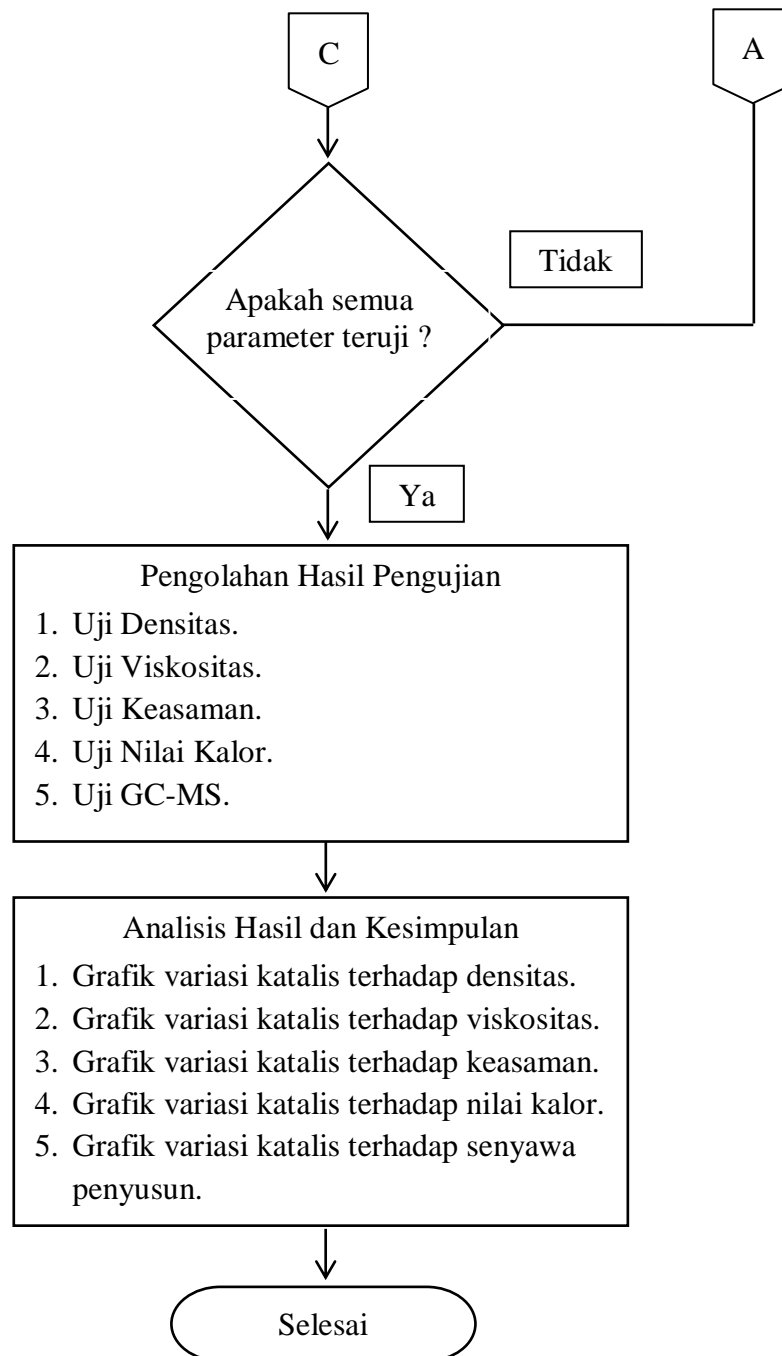 C
A
Tidak
Apakah semua
parameter teruji ?
Ya
Pengolahan Hasil Pengujian
1. Uji Densitas.
2. Uji Viskositas.
3. Uji Keasaman.
4. Uji Nilai Kalor.
5. Uji GC-MS.
Analisis Hasil dan Kesimpulan
1. Grafik variasi katalis terhadap densitas.
2. Grafik variasi katalis terhadap viskositas.
3. Grafik variasi katalis terhadap keasaman.
4. Grafik variasi katalis terhadap nilai kalor.
5. Grafik variasi katalis terhadap senyawa
penyusun.
Selesai